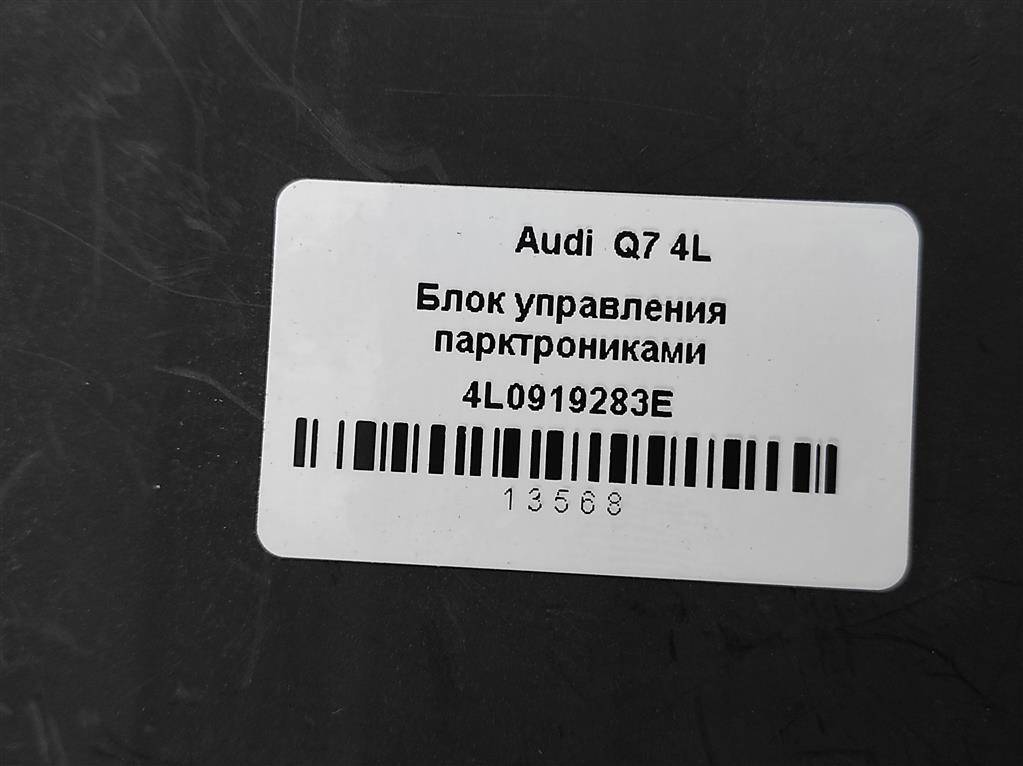 Audi Q7 4L
Блок управления
парктрониками
4L0919283E
13568